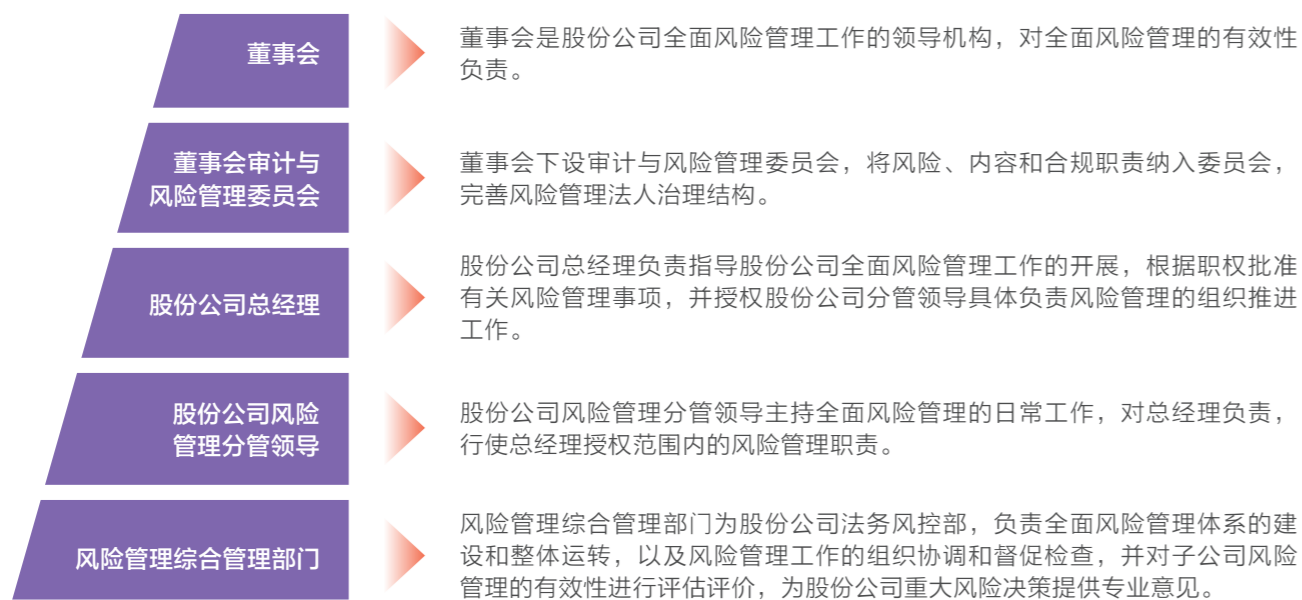 董事会
董事会是股份公司全面风险管理工作的领导机构，对全面风险管理的有效性
负责。
董事会审计与
风险管理委员会
董事会下设审计与风险管理委员会，将风险、内容和合规职责纳入委员会，
完善风险管理法人治理结构。
股份公司总经理
股份公司总经理负责指导股份公司全面风险管理工作的开展，根据职权批准
有关风险管理事项，并授权股份公司分管领导具体负责风险管理的组织推进
工作。
股份公司风险
管理分管领导
股份公司风险管理分管领导主持全面风险管理的日常工作，对总经理负责，
行使总经理授权范围内的风险管理职责。
风险管理综合管理部门
风险管理综合管理部门为股份公司法务风控部，负责全面风险管理体系的建
设和整体运转，以及风险管理工作的组织协调和督促检查，并对子公司风险
管理的有效性进行评估评价，为股份公司重大风险决策提供专业意见。